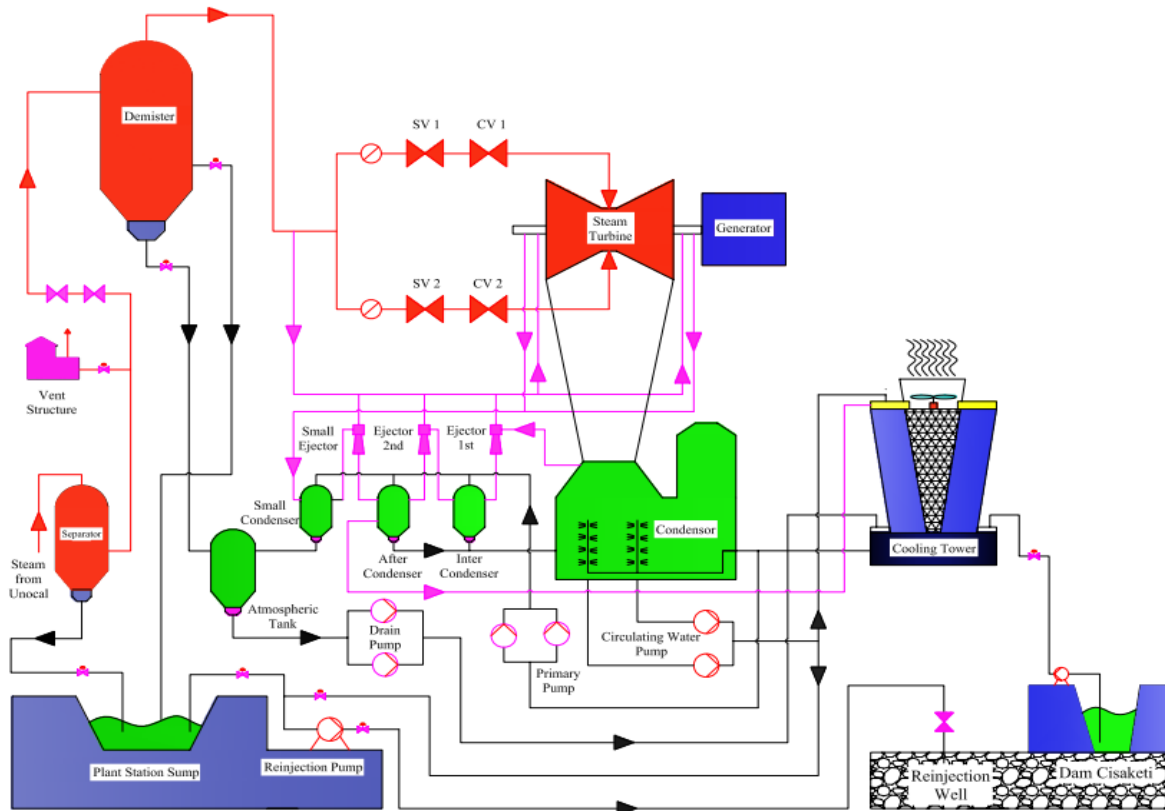 Demister
SV 1
CV 1
Steam
Turbine
Generator
SV 2
CV 2
Vent
Structure
Small
Ejector
Ejector
2nd
Ejector
1st
Separator
Small
Condenser
Condensor
Steam
from
Unocal
After
Condenser
Inter
Condenser
Cooling Tower
Atmospheric
Tank
Drain
Pump
Primary
Pump
Circulating Water
Pump
Plant Station Sump
Reinjection Pump
Reinjection
Well
Dam Cisaketi